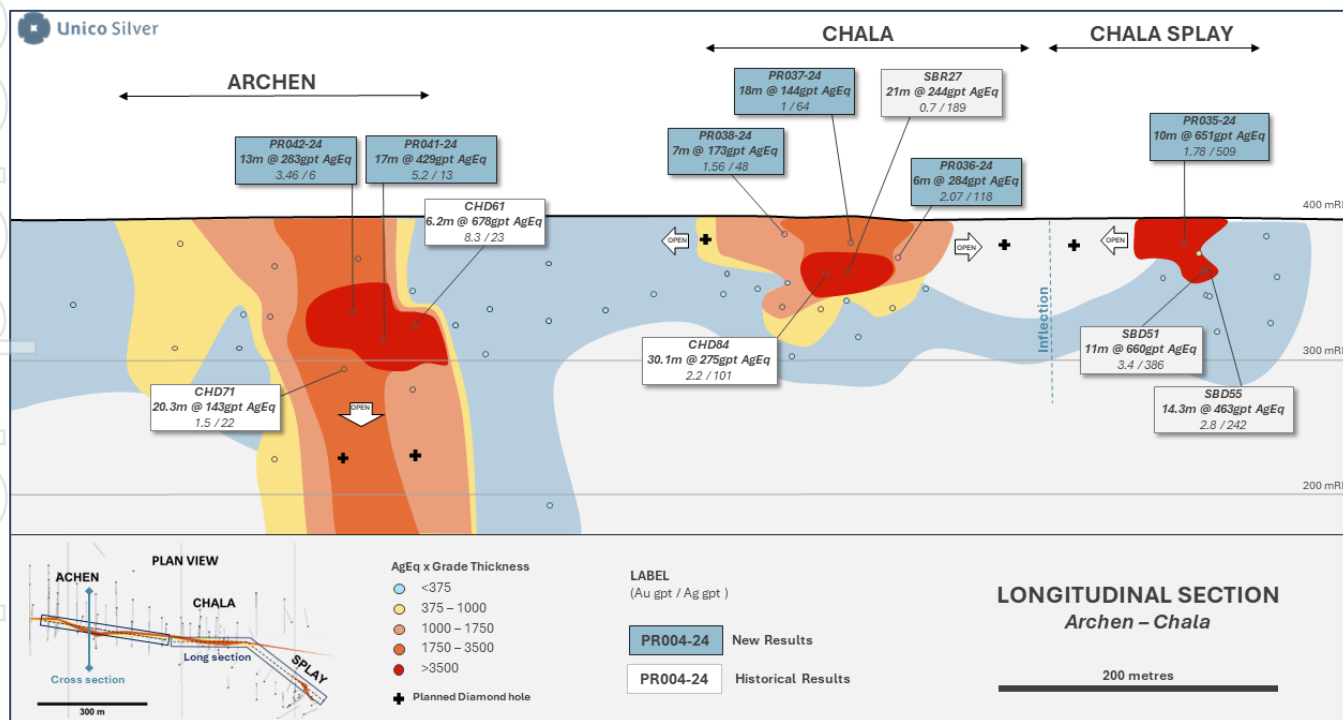 Unico Silver
ARCHEN
CHALA
CHALA SPLAY
PR042-24
13m @ 283gpt AgEq
3.46 / 6
PR041-24
17m @ 429gpt AgEq
5.2 / 13
CHD61
6.2m @ 678gpt AgEq
8.3 / 23
PR038-24
7m @ 173gpt AgEq
1.56 / 48
PR037-24
18m @ 144gpt AgEq
1 / 64
SBR27
21m @ 244gpt AgEq
0.7 / 189
PR036-24
6m @ 284gpt AgEq
2.07 / 118
PR035-24
10m @ 651gpt AgEq
1.78 / 509
400 mRl
OPEN
OPEN
OPEN
Inflection
CHD84
30.1m @ 275gpt AgEq
2.2 / 101
SBD51
11m @ 660gpt AgEq
3.4 / 386
300 mRl
CHD71
20.3m @ 143gpt AgEq
1.5 / 22
OPEN
SBD55
14.3m @ 463gpt AgEq
2.8 / 242
200 mRl
PLAN VIEW
ACHEN
CHALA
SPLAY
Long section
Cross section
300 m
AgEq x Grade Thickness
<375
375 – 1000
1000 – 1750
1750 – 3500
>3500
Planned Diamond hole
LABEL
(Au gpt / Ag gpt )
PR004-24 New Results
PR004-24 Historical Results
LONGITUDINAL SECTION
Archen – Chala
200 metres